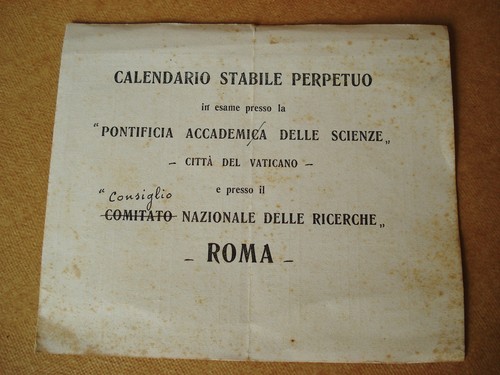 CALENDARIO STABILE PERPETUO
in esame presso la
"PONTIFICIA ACCADEMICA DELLE SCIENZE„
- CITTÀ DEL VATICANO -
e presso il
"Consiglio
COMITATO NAZIONALE DELLE RICERCHE„
- ROMA -